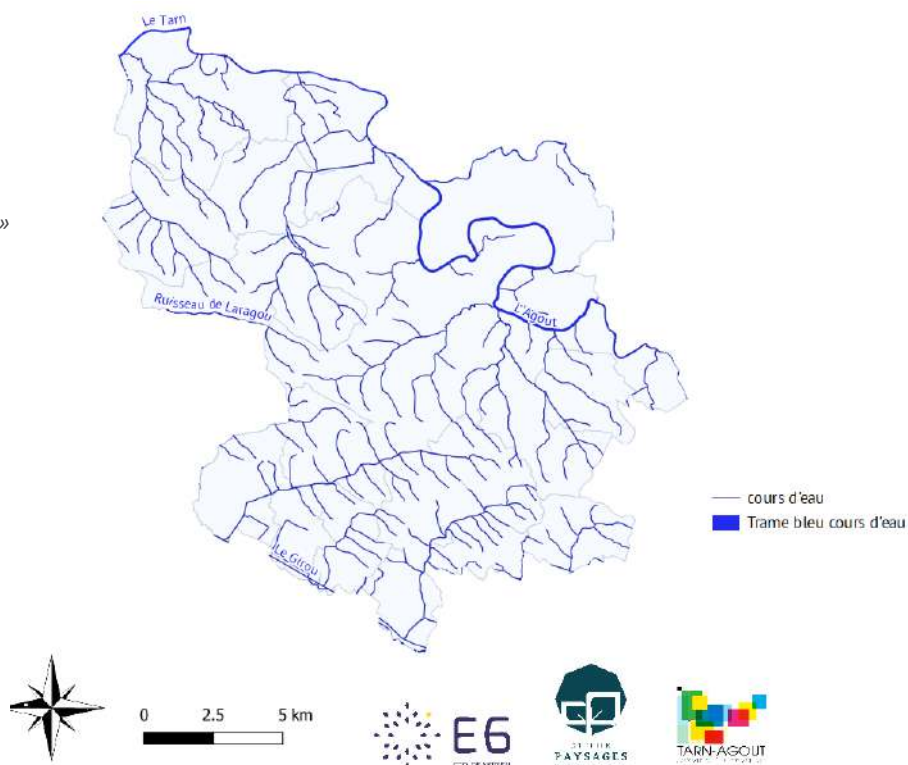 Le Tarn
»
Ruisseau de Laragou
L'Agout
cours d'eau
Trame bleu cours d'eau
Le Girou
0 2.5 5 km
E6
PAYSAGES
TARN-AGOUT